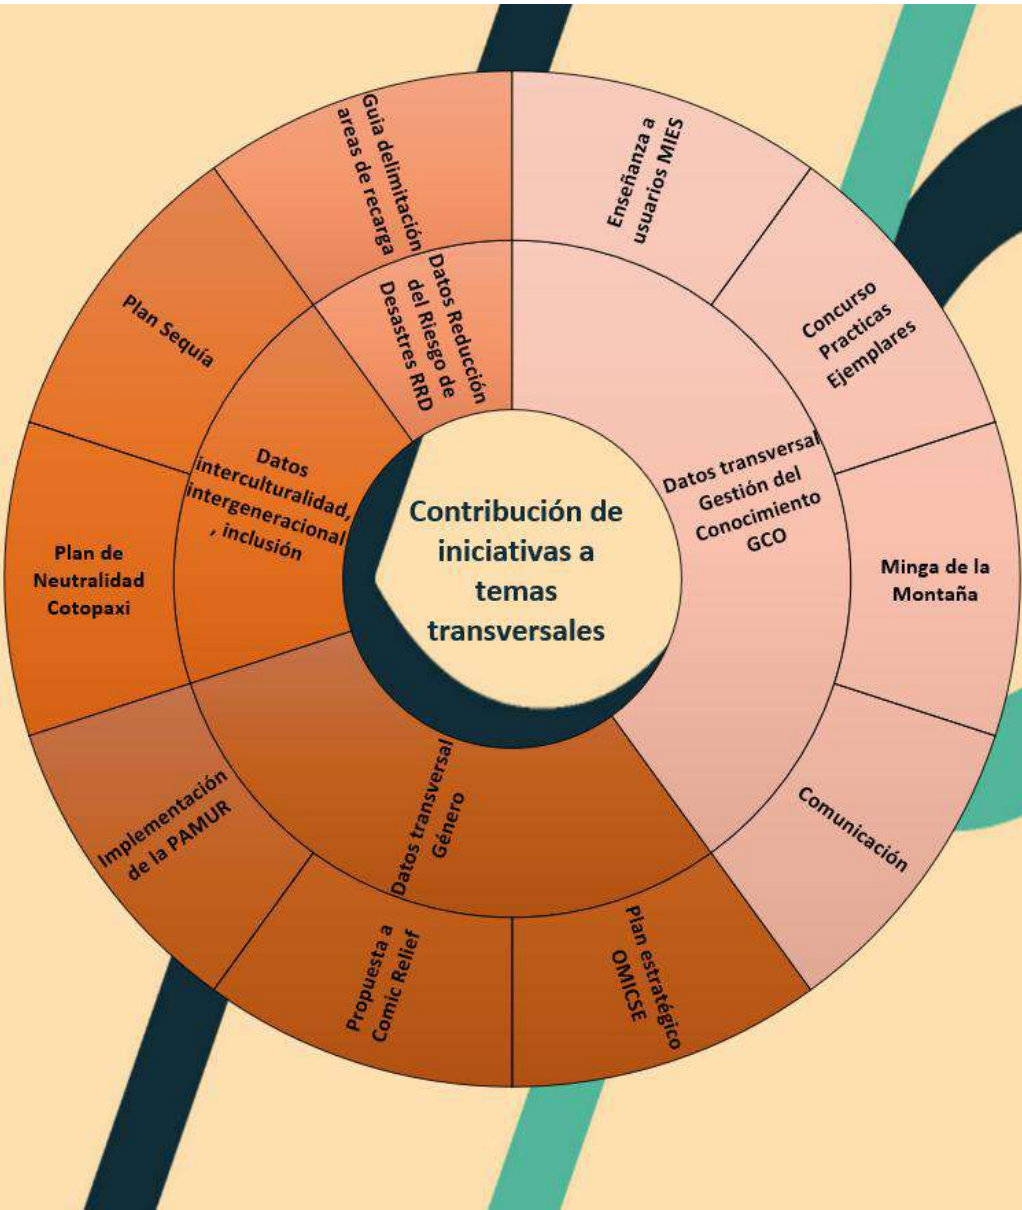 Contribución de
iniciativas a
temas
transversales
Datos transversal
Gestión del
Conocimiento
GCO
Enseñanza a
usuarios MIES
Concurso
Practicas
Ejemplares
Minga de la
Montaña
Comunicación
Datos transversal
Género
Plan estratégico
OMICSE
Propuesta a
Comic Relief
Implementación
de la PAMUR
Datos
interculturalidad,
intergeneracional
, inclusión
Plan de
Neutralidad
Cotopaxi
Plan Sequía
Datos Reducción
del Riesgo de
Desastres RRD
Guia delimitación
areas de recarga